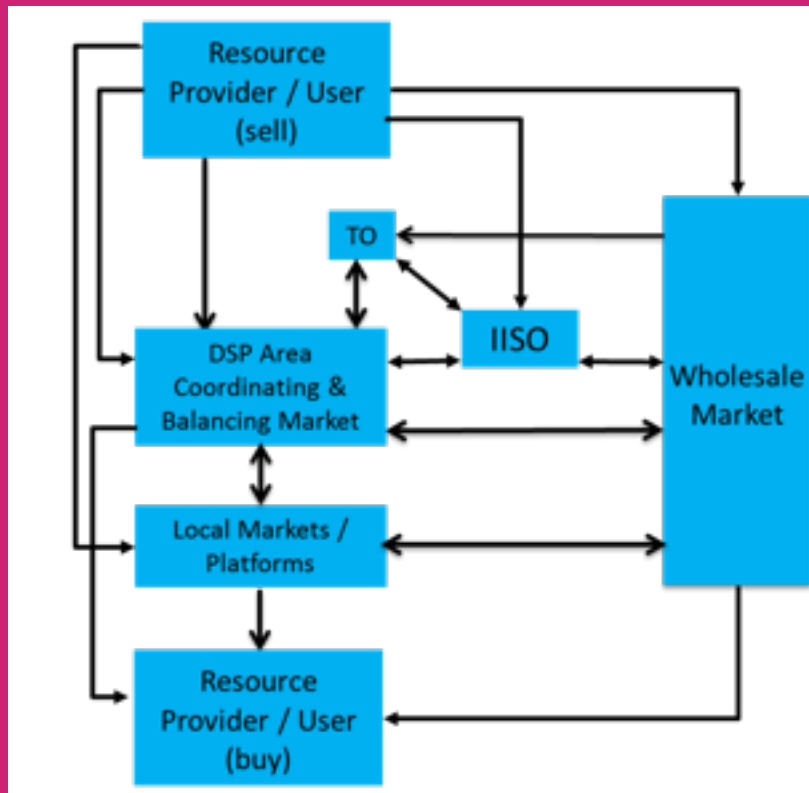 Resource
Provider / User
(sell)
TO
IISO
DSP Area
Coordinating &
Balancing Market
Wholesale
Market
Local Markets /
Platforms
Resource
Provider / User
(buy)